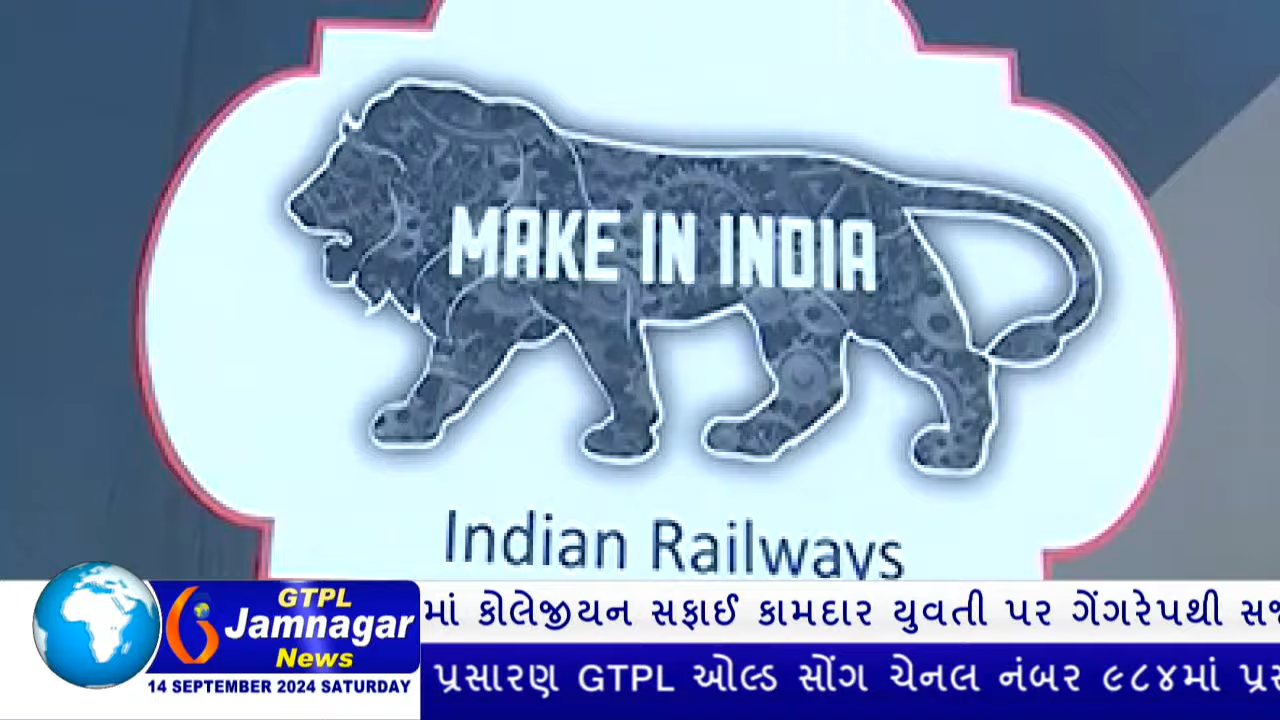 MAKE IN INDIA
Indian Railways
GTPL
Jamnagar
News
14 SEPTEMBER 2024 SATURDAY
માં કોલેજીયન સફાઈ કામદાર યુવતી પર ગેંગરેપથી
પ્રસારણ GTPL ઓલ્ડ સોંગ ચેનલ નંબર ૯૮૪માં